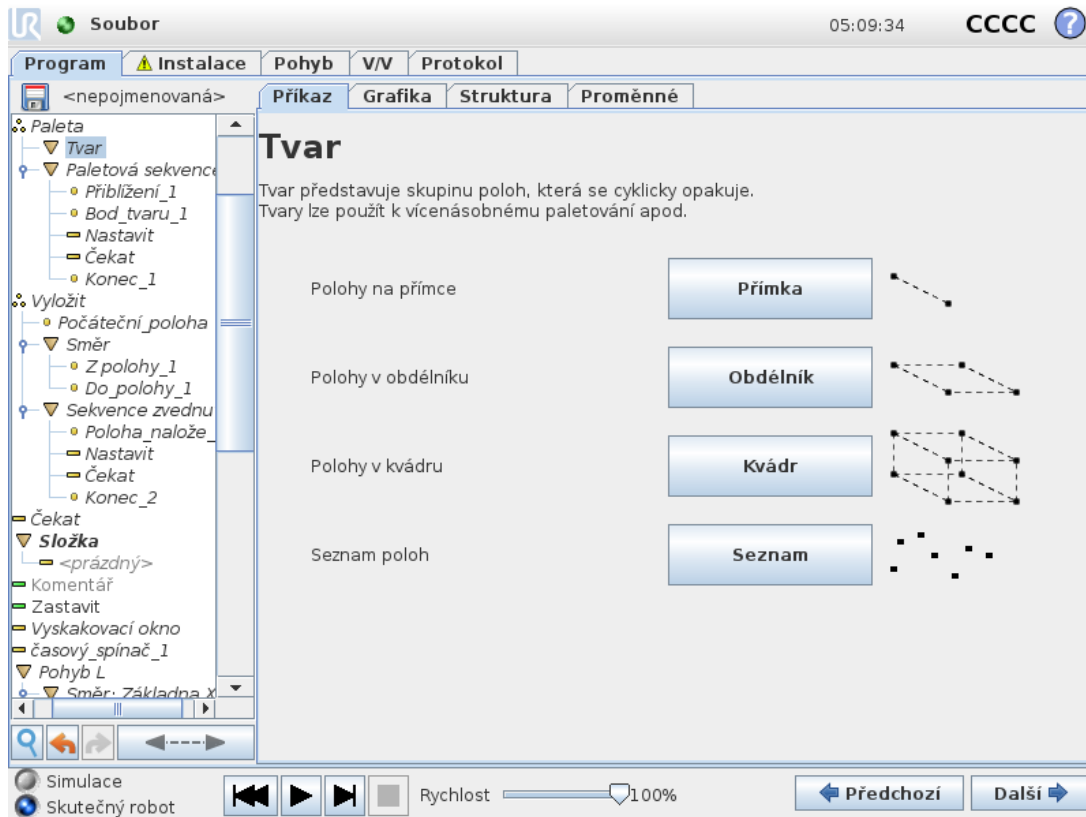 UR
Soubor
05:09:34
CCCC
?
Program
Instalace
Pohyb
V/V
Protokol
<nepojmenovaná>
Příkaz
Grafika
Struktura
Proměnné
Paleta
Tvar
Paletová sekvence
Přiblížení_1
Bod_tvaru_1
Nastavit
Čekat
Konec_1
Vyložit
Počáteční_poloha
Směr
Z polohy_1
Do_polohy_1
Sekvence zvednu
Poloha_nalože_
Nastavit
Čekat
Konec_2
Čekat
Složka
<prázdný>
Komentář
Zastavit
Vyskakovací okno
časový_spínač_1
Pohyb L
Směr: Základna X
Tvar
Tvar představuje skupinu poloh, která se cyklicky opakuje.
Tvary lze použít k vícenásobnému paletování apod.
Polohy na přímce
Přímka
Polohy v obdélníku
Obdélník
Polohy v kvádru
Kvádr
Seznam poloh
Seznam
Simulace
Skutečný robot
Rychlost
100%
Předchozí
Další